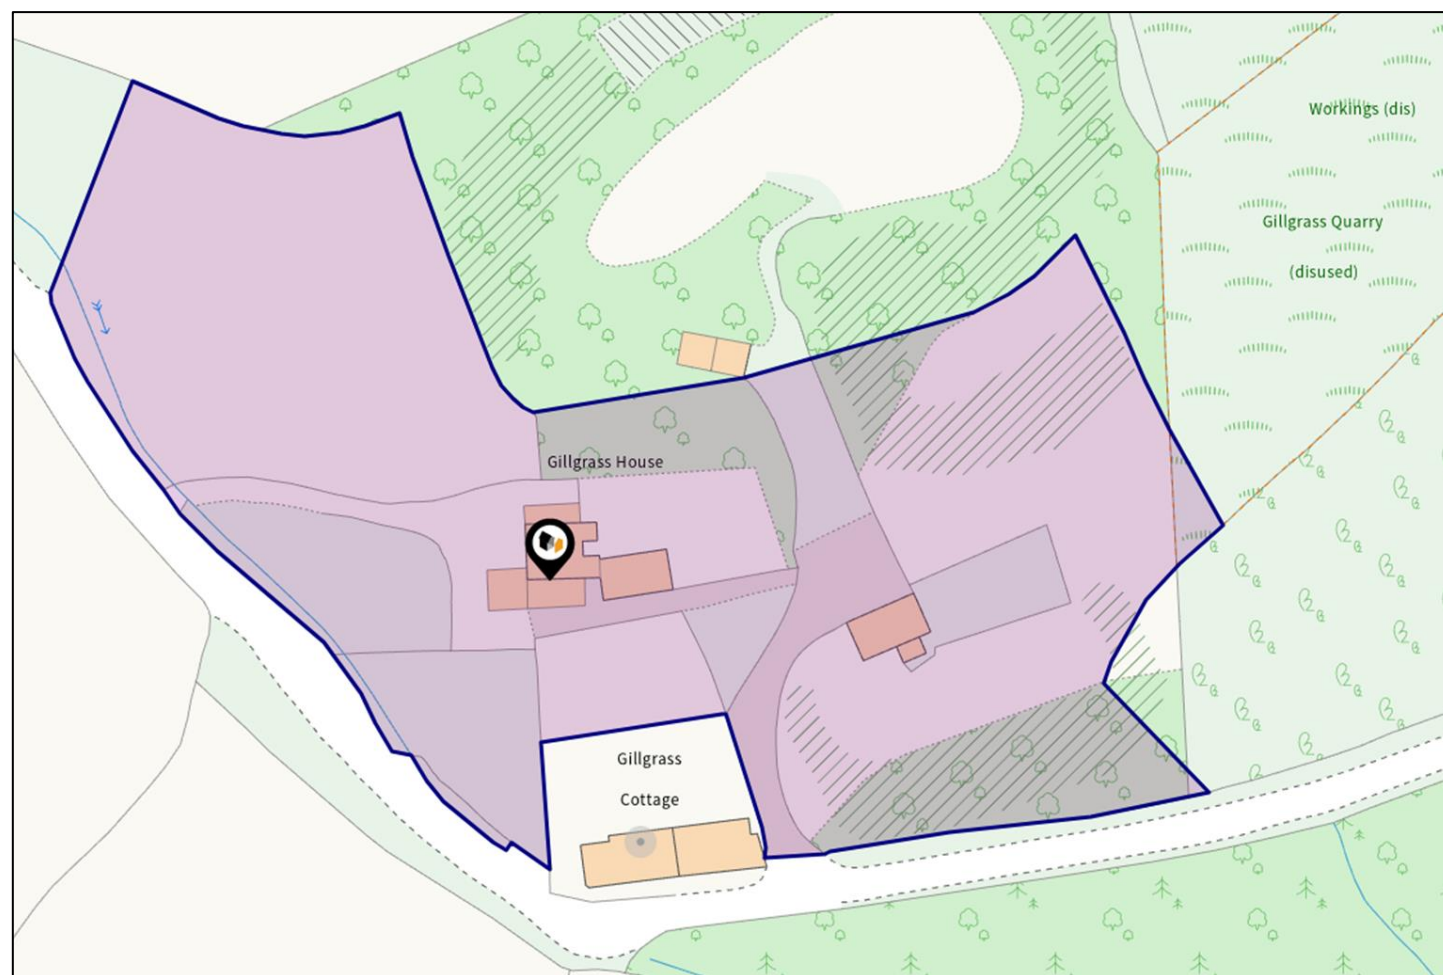 Workings (dis)
Gillgrass Quarry
(disused)
Gillgrass House
Gillgrass
Cottage